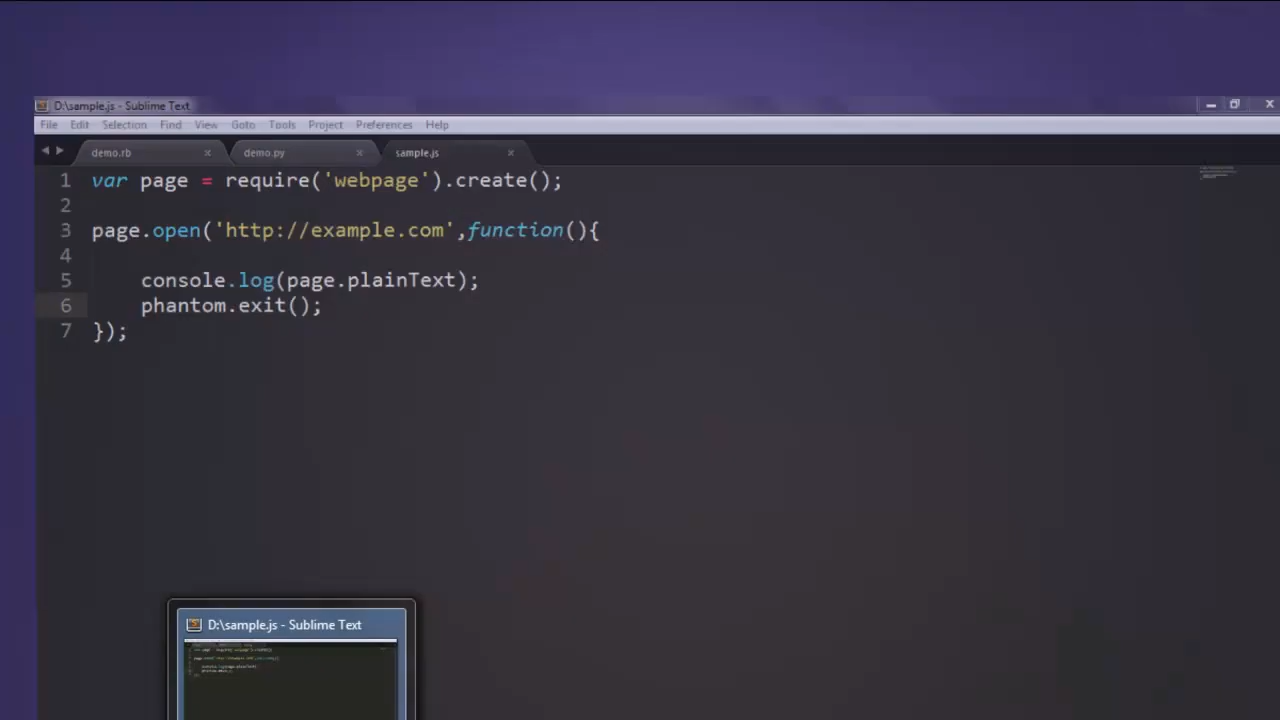 D:\sample.js - Sublime Text
File Edit Selection Find View Goto Tools Project Preferences Help
demo.rb demo.py sample.js
1 var page = require('webpage').create();
2
3 page.open('http://example.com',function(){
4
5 console.log(page.plainText);
6 phantom.exit();
7 });
D:\sample.js - Sublime Text